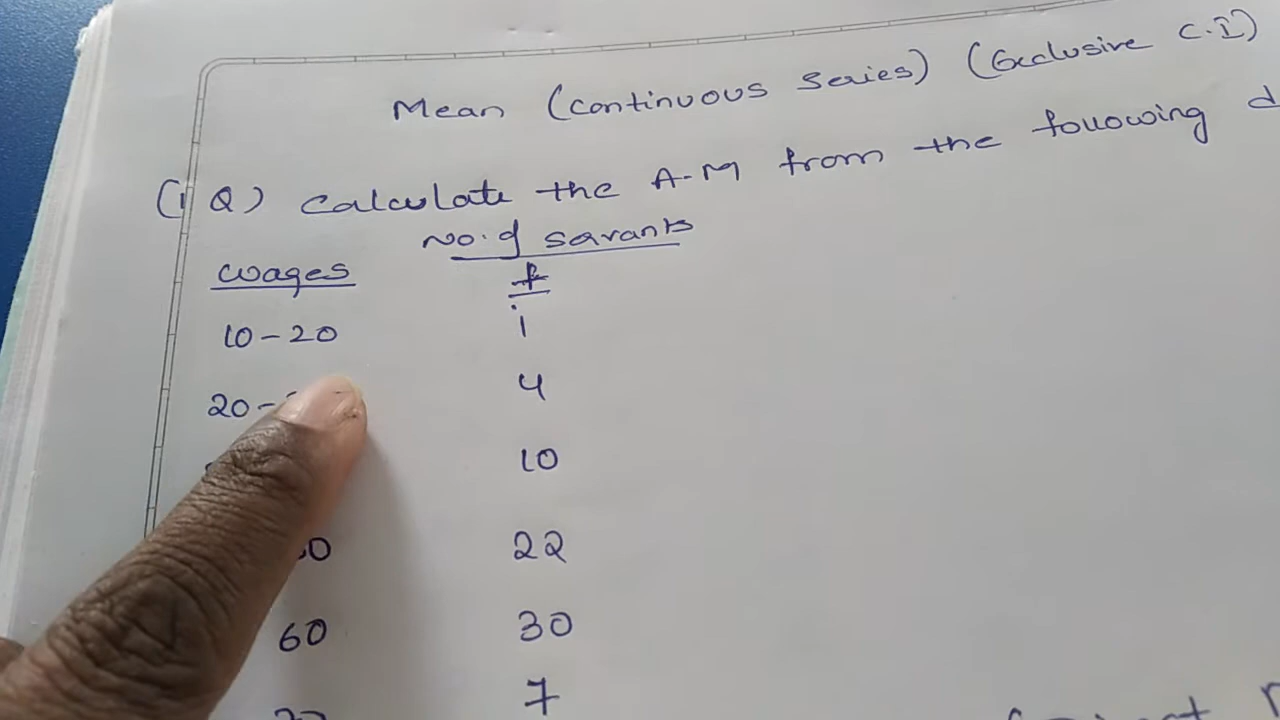 Mean (continuous series) (Exclusive C.I)
(1 Q) calculate the A.M from the following d
No. of servants
wages
f
10-20 1
20- 4
10
50 22
60 30
7